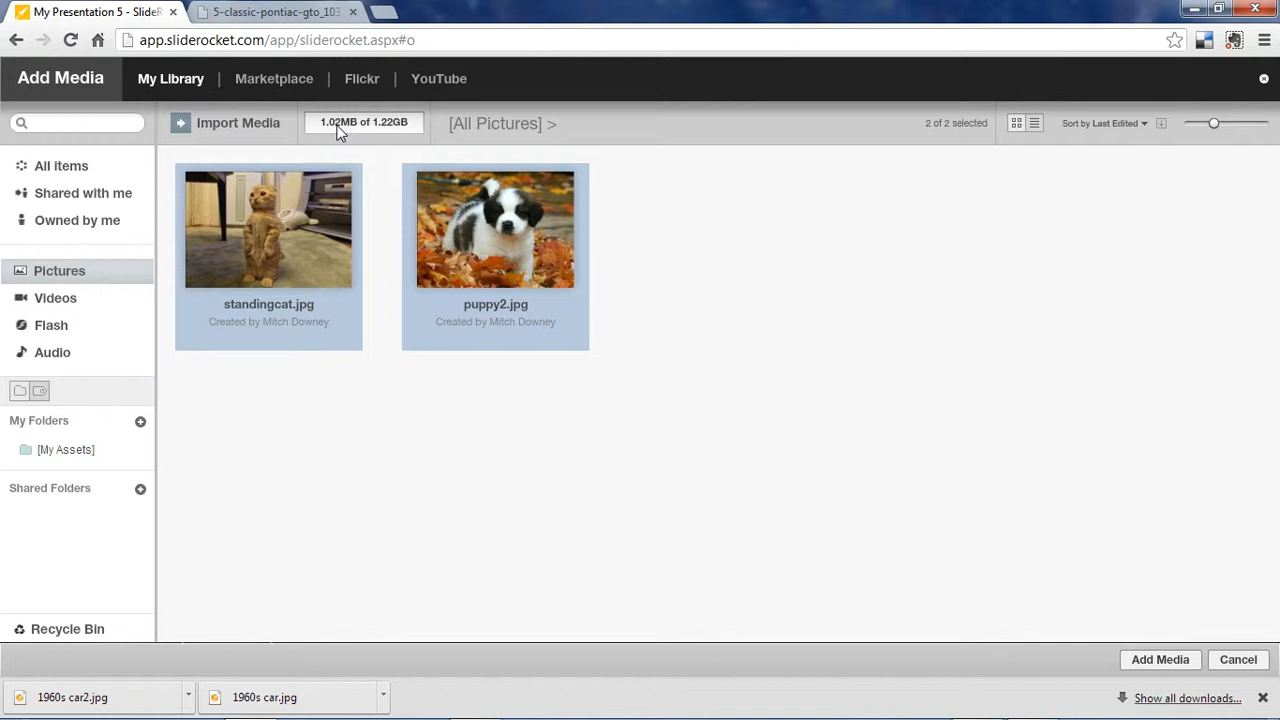 My Presentation 5 - SlideR
5-classic-pontiac-gto_103
app.sliderocket.com/app/sliderocket.aspx#o
Add Media
My Library | Marketplace | Flickr | YouTube
Import Media
1.02MB of 1.22GB
[All Pictures] >
2 of 2 selected
Sort by Last Edited
All items
Shared with me
Owned by me
Pictures
Videos
Flash
Audio
My Folders
[My Assets]
Shared Folders
Recycle Bin
standingcat.jpg
Created by Mitch Downey
puppy2.jpg
Created by Mitch Downey
Add Media
Cancel
1960s car2.jpg
1960s car.jpg
Show all downloads...